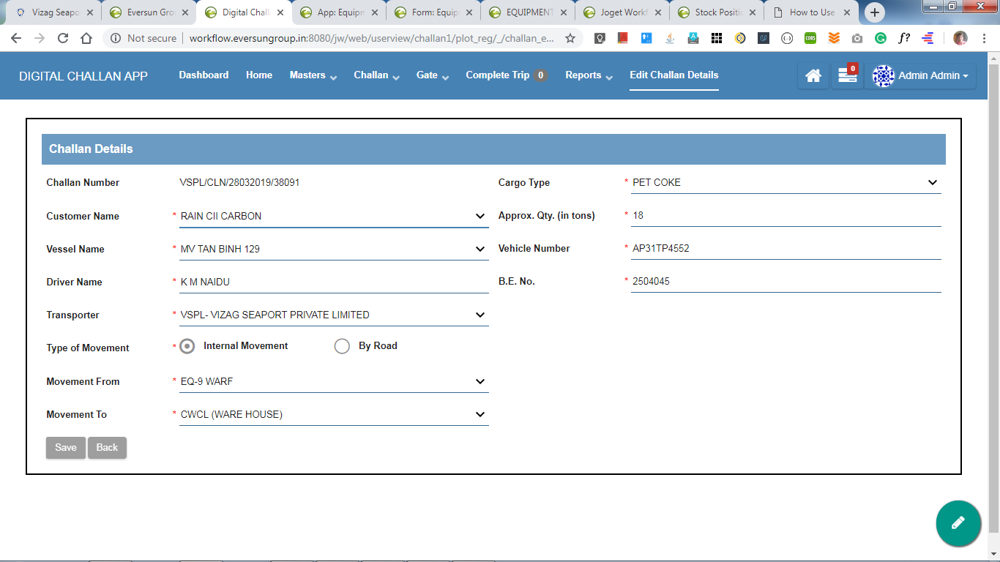 Vizag Seapo
Eversun Gro
Digital Chall
App: Equipm
Form: Equip
EQUIPMENT
Joget Workf
Stock Positic
How to Use
Not secure
workflow.eversungroup.in:8080/jw/web/userview/challan1/plot_reg/_/challan_e...
CORS
f?
DIGITAL CHALLAN APP
Dashboard
Home
Masters
Challan
Gate
Complete Trip 0
Reports
Edit Challan Details
0
Admin Admin
Challan Details
Challan Number VSPL/CLN/28032019/38091
Cargo Type * PET COKE
Customer Name * RAIN CII CARBON
Approx. Qty. (in tons) * 18
Vessel Name * MV TAN BINH 129
Vehicle Number * AP31TP4552
Driver Name * K M NAIDU
B.E. No. * 2504045
Transporter * VSPL- VIZAG SEAPORT PRIVATE LIMITED
Type of Movement * Internal Movement By Road
Movement From * EQ-9 WARF
Movement To * CWCL (WARE HOUSE)
Save Back